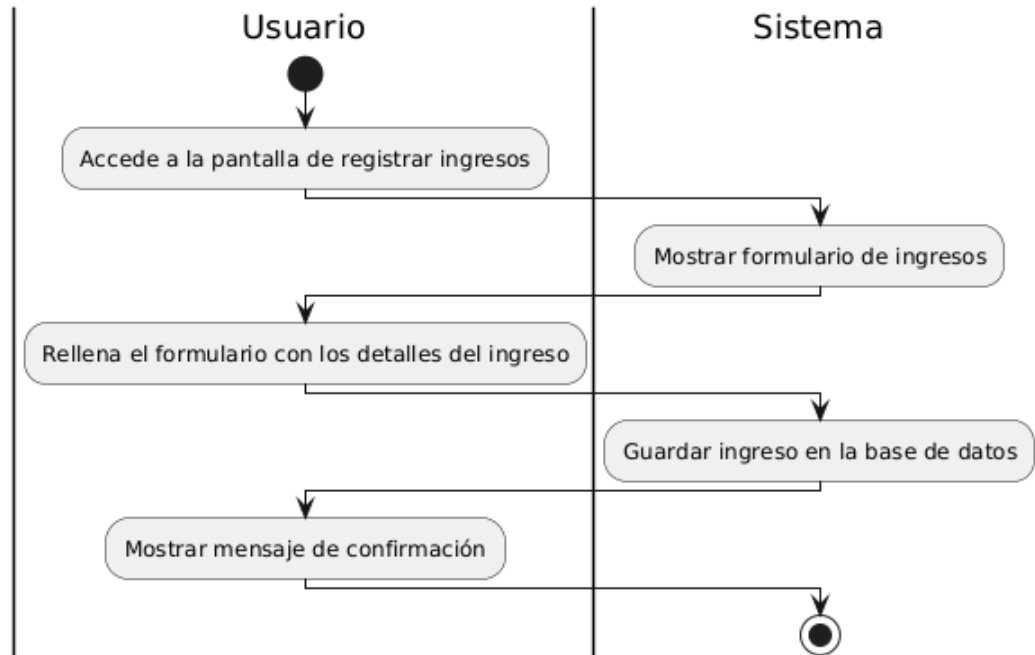 Usuario
Sistema
Accede a la pantalla de registrar ingresos
Mostrar formulario de ingresos
Rellena el formulario con los detalles del ingreso
Guardar ingreso en la base de datos
Mostrar mensaje de confirmación